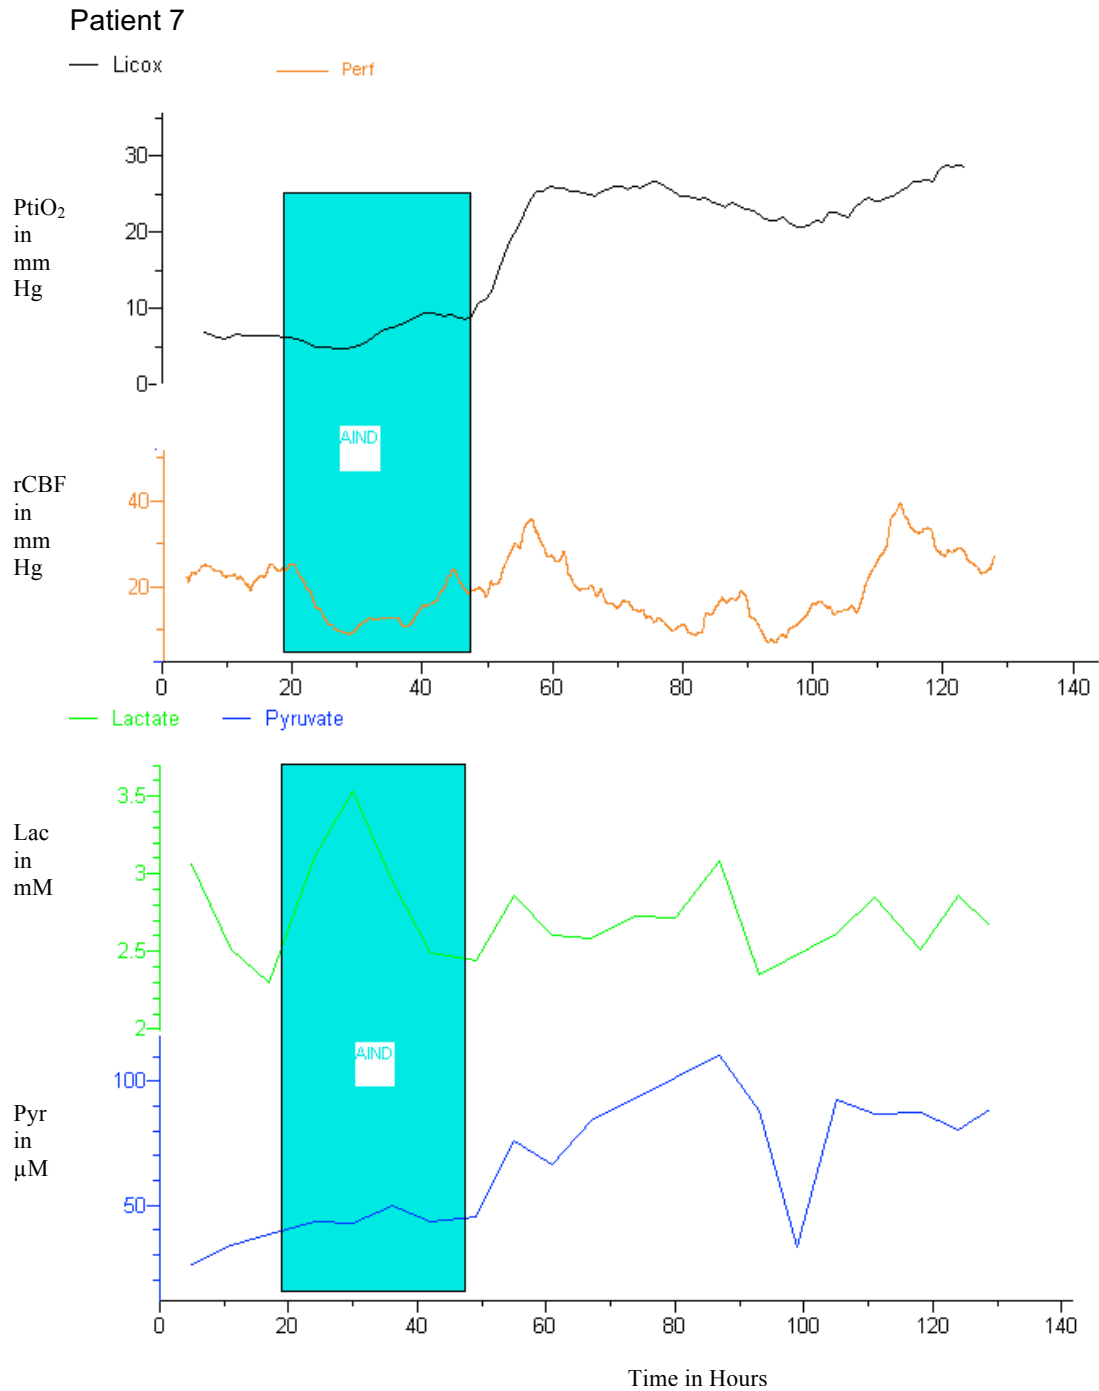 Patient 7
Licox
Perf
30
20
10
0
PtiO2
in
mm
Hg
AIND
40
20
rCBF
in
mm
Hg
0 20 40 60 80 100 120 140
Lactate Pyruvate
3.5
3
2.5
2
Lac
in
mM
AIND
100
50
Pyr
in
µM
0 20 40 60 80 100 120 140
Time in Hours